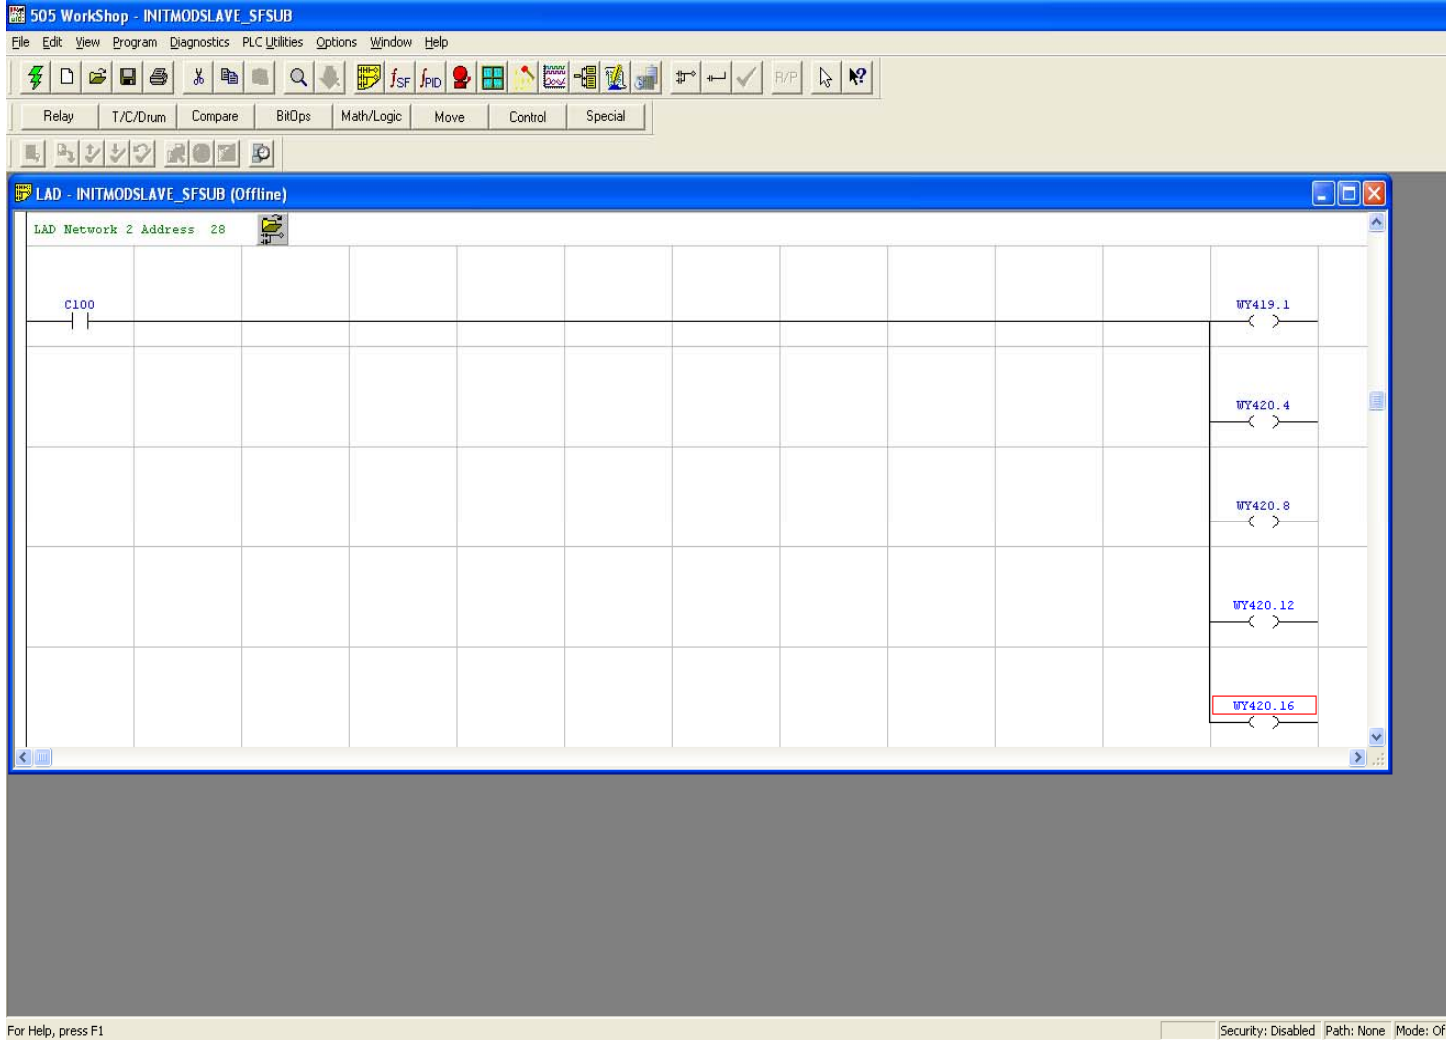 505 WorkShop - INITMODSLAVE_SFSUB
File Edit View Program Diagnostics PLC Utilities Options Window Help
SF PID R/P
Relay T/C/Drum Compare BitOps Math/Logic Move Control Special
LAD - INITMODSLAVE_SFSUB (Offline)
LAD Network 2 Address 28
C100 WY419.1
WY420.4
WY420.8
WY420.12
WY420.16
For Help, press F1 Security: Disabled Path: None Mode: Of